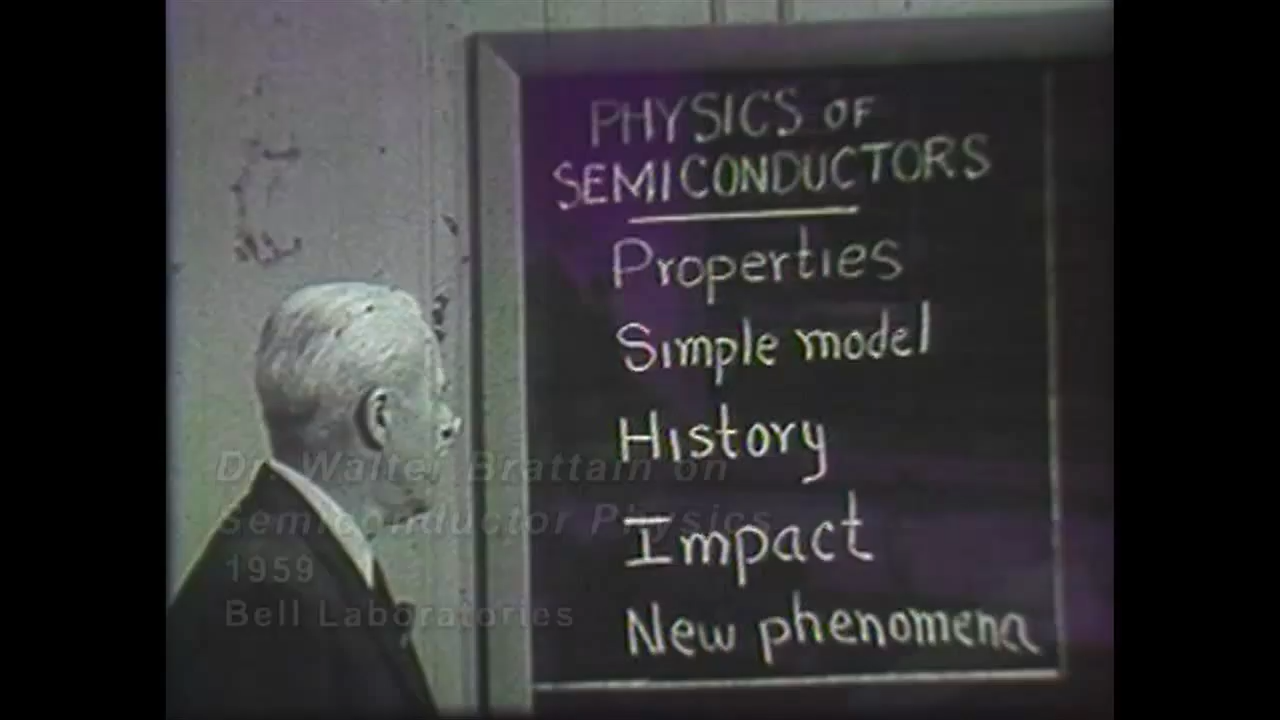 PHYSICS OF
SEMICONDUCTORS
Properties
Simple model
History
Impact
New phenomena
Dr. Walter Brattain on
Semiconductor Physics
1959
Bell Laboratories